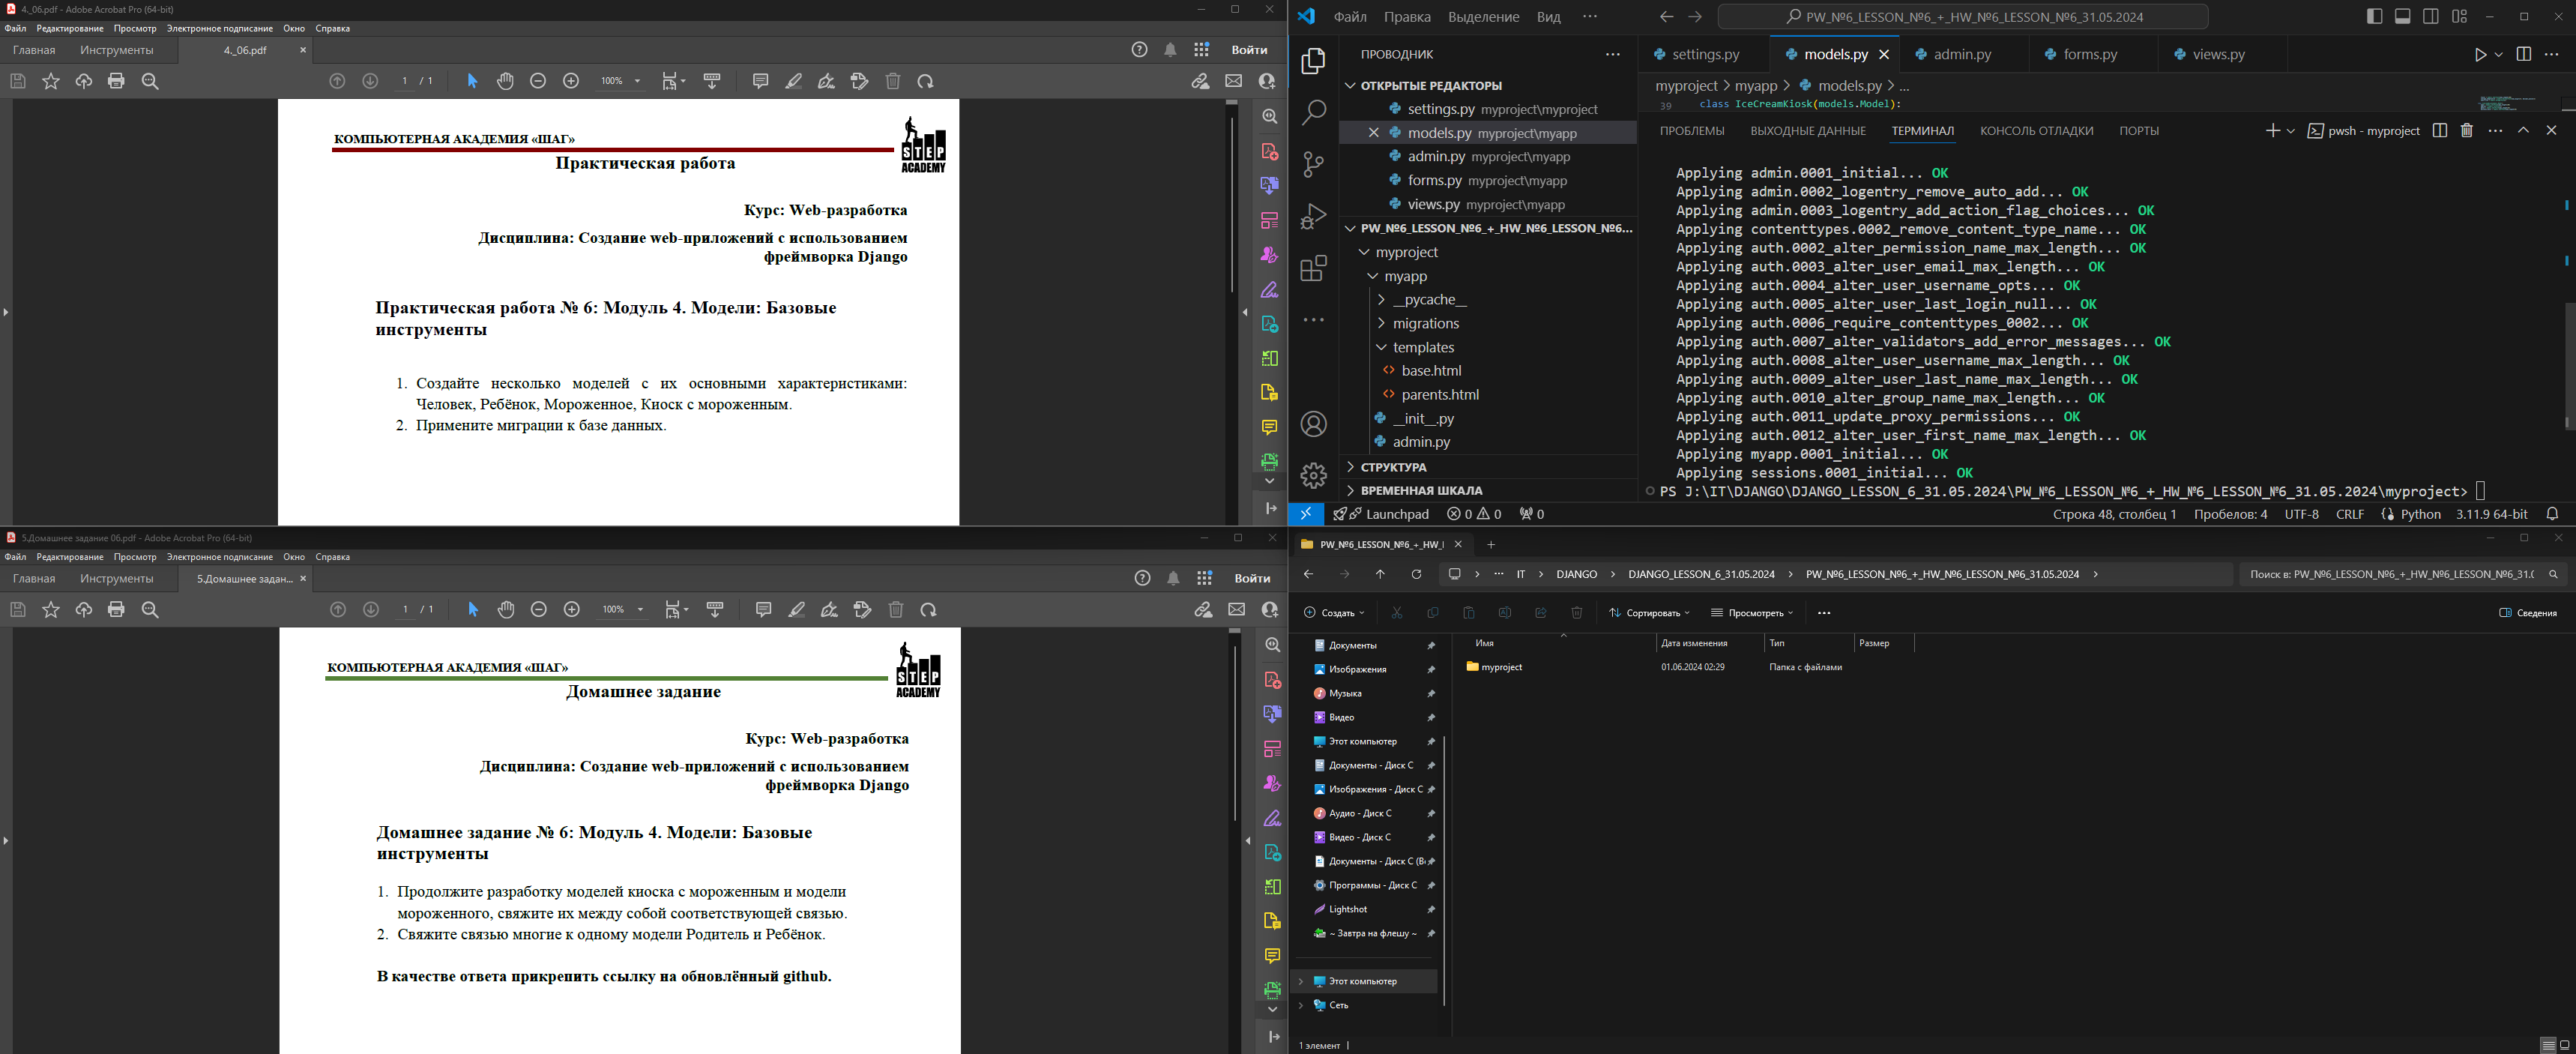 4._06.pdf - Adobe Acrobat Pro (64-bit)
Файл Редактирование Просмотр Электронное подписание Окно Справка
Главная Инструменты 4._06.pdf ×
Войти
1 / 1 100%
КОМПЬЮТЕРНАЯ АКАДЕМИЯ «ШАГ»
STEP
ACADEMY
Практическая работа
Курс: Web-разработка
Дисциплина: Создание web-приложений с использованием
фреймворка Django
Практическая работа № 6: Модуль 4. Модели: Базовые
инструменты
1. Создайте несколько моделей с их основными характеристиками:
Человек, Ребёнок, Мороженное, Киоск с мороженным.
2. Примените миграции к базе данных.
Файл Правка Выделение Вид ···
PW_№6_LESSON_№6_+_HW_№6_LESSON_№6_31.05.2024
ПРОВОДНИК
settings.py models.py admin.py forms.py views.py
ОТКРЫТЫЕ РЕДАКТОРЫ
settings.py myproject\myproject
models.py myproject\myapp
admin.py myproject\myapp
forms.py myproject\myapp
views.py myproject\myapp
PW_№6_LESSON_№6_+_HW_№6_LESSON_№6...
myproject
myapp
__pycache__
migrations
templates
base.html
parents.html
__init__.py
admin.py
СТРУКТУРА
ВРЕМЕННАЯ ШКАЛА
myproject > myapp > models.py > ...
39 class IceCreamKiosk(models.Model):
ПРОБЛЕМЫ ВЫХОДНЫЕ ДАННЫЕ ТЕРМИНАЛ КОНСОЛЬ ОТЛАДКИ ПОРТЫ
pwsh - myproject
Applying admin.0001_initial... OK
Applying admin.0002_logentry_remove_auto_add... OK
Applying admin.0003_logentry_add_action_flag_choices... OK
Applying contenttypes.0002_remove_content_type_name... OK
Applying auth.0002_alter_permission_name_max_length... OK
Applying auth.0003_alter_user_email_max_length... OK
Applying auth.0004_alter_user_username_opts... OK
Applying auth.0005_alter_user_last_login_null... OK
Applying auth.0006_require_contenttypes_0002... OK
Applying auth.0007_alter_validators_add_error_messages... OK
Applying auth.0008_alter_user_username_max_length... OK
Applying auth.0009_alter_user_last_name_max_length... OK
Applying auth.0010_alter_group_name_max_length... OK
Applying auth.0011_update_proxy_permissions... OK
Applying auth.0012_alter_user_first_name_max_length... OK
Applying myapp.0001_initial... OK
Applying sessions.0001_initial... OK
PS J:\IT\DJANGO\DJANGO_LESSON_6_31.05.2024\PW_№6_LESSON_№6_+_HW_№6_LESSON_№6_31.05.2024\myproject>
Launchpad 0 0 0 Строка 48, столбец 1 Пробелов: 4 UTF-8 CRLF Python 3.11.9 64-bit
5.Домашнее задание 06.pdf - Adobe Acrobat Pro (64-bit)
Файл Редактирование Просмотр Электронное подписание Окно Справка
Главная Инструменты 5.Домашнее задан... ×
Войти
1 / 1 100%
КОМПЬЮТЕРНАЯ АКАДЕМИЯ «ШАГ»
STEP
ACADEMY
Домашнее задание
Курс: Web-разработка
Дисциплина: Создание web-приложений с использованием
фреймворка Django
Домашнее задание № 6: Модуль 4. Модели: Базовые
инструменты
1. Продолжите разработку моделей киоска с мороженным и модели
мороженного, свяжите их между собой соответствующей связью.
2. Свяжите связью многие к одному модели Родитель и Ребёнок.
В качестве ответа прикрепить ссылку на обновлённый github.
PW_№6_LESSON_№6_+_HW_
IT > DJANGO > DJANGO_LESSON_6_31.05.2024 > PW_№6_LESSON_№6_+_HW_№6_LESSON_№6_31.05.2024 >
Поиск в: PW_№6_LESSON_№6_+_HW_№6_LESSON_№6_31.0
Создать Сортировать Просмотреть ··· Сведения
Имя Дата изменения Тип Размер
myproject 01.06.2024 02:29 Папка с файлами
Документы
Изображения
Музыка
Видео
Этот компьютер
Документы - Диск C
Изображения - Диск C
Аудио - Диск C
Видео - Диск C
Документы - Диск C (В
Программы - Диск C
Lightshot
~ Завтра на флешу ~
Этот компьютер
Сеть
1 элемент